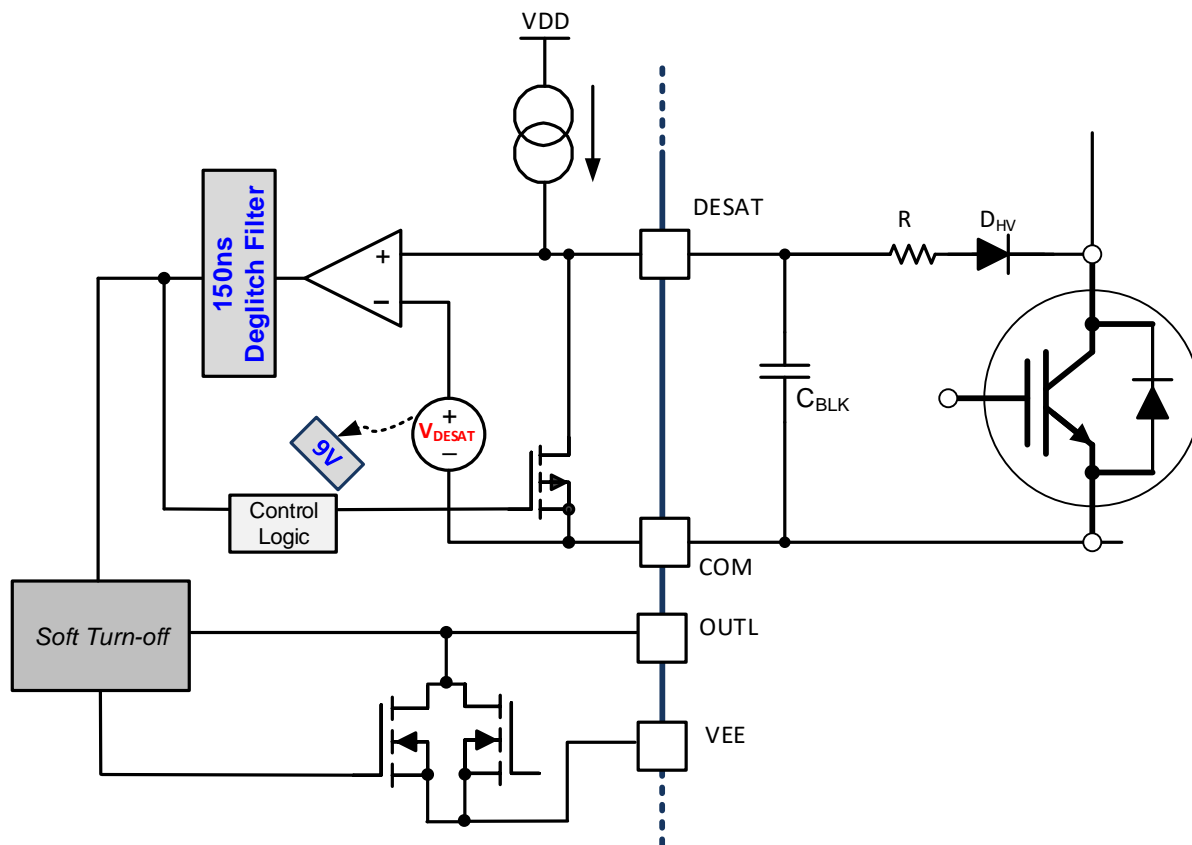 VDD
DESAT
R
DHV
150ns
Deglitch Filter
+
−
+
VDESAT
−
9V
CBLK
Control
Logic
COM
Soft Turn-off
OUTL
VEE